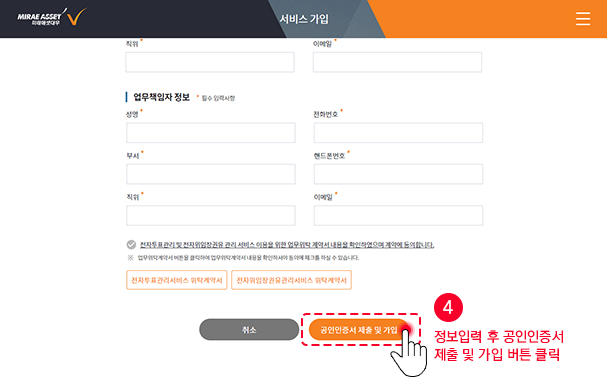 MIRAE ASSET
미래에셋대우
서비스 가입
직위 *
이메일 *
업무책임자 정보 * 필수 입력사항
성명 *
전화번호 *
부서 *
핸드폰번호 *
직위 *
이메일 *
전자투표관리 및 전자위임장권유 관리 서비스 이용을 위한 업무위탁 계약서 내용을 확인하였으며 계약에 동의합니다.
※ 업무위탁계약서 버튼을 클릭하여 업무위탁계약서 내용을 확인하셔야 동의에 체크를 하실 수 있습니다.
전자투표관리서비스 위탁계약서
전자위임장권유관리서비스 위탁계약서
취소
공인인증서 제출 및 가입
4
정보입력 후 공인인증서
제출 및 가입 버튼 클릭